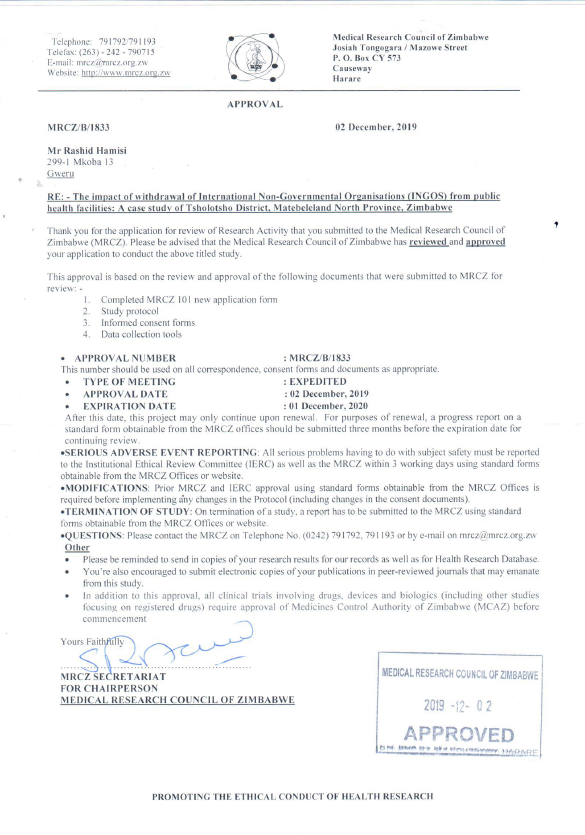 Telephone: 791792/791193
Telefax: (263) - 242 - 790715
E-mail: mrcz@mrcz.org.zw
Website: http://www.mrcz.org.zw
Medical Research Council of Zimbabwe
Josiah Tongogara / Mazowe Street
P. O. Box CY 573
Causeway
Harare
APPROVAL
MRCZ/B/1833
02 December, 2019
Mr Rashid Hamisi
299-1 Mkoba 13
Gweru
RE: - The impact of withdrawal of International Non-Governmental Organisations (INGOS) from public
health facilities: A case study of Tsholotsho District, Matebeleland North Province, Zimbabwe
Thank you for the application for review of Research Activity that you submitted to the Medical Research Council of
Zimbabwe (MRCZ). Please be advised that the Medical Research Council of Zimbabwe has reviewed and approved
your application to conduct the above titled study.
This approval is based on the review and approval of the following documents that were submitted to MRCZ for
review: -
1. Completed MRCZ 101 new application form
2. Study protocol
3. Informed consent forms
4. Data collection tools
• APPROVAL NUMBER : MRCZ/B/1833
This number should be used on all correspondence, consent forms and documents as appropriate.
• TYPE OF MEETING : EXPEDITED
• APPROVAL DATE : 02 December, 2019
• EXPIRATION DATE : 01 December, 2020
After this date, this project may only continue upon renewal. For purposes of renewal, a progress report on a
standard form obtainable from the MRCZ offices should be submitted three months before the expiration date for
continuing review.
•SERIOUS ADVERSE EVENT REPORTING: All serious problems having to do with subject safety must be reported
to the Institutional Ethical Review Committee (IERC) as well as the MRCZ within 3 working days using standard forms
obtainable from the MRCZ Offices or website.
•MODIFICATIONS: Prior MRCZ and IERC approval using standard forms obtainable from the MRCZ Offices is
required before implementing any changes in the Protocol (including changes in the consent documents).
•TERMINATION OF STUDY: On termination of a study, a report has to be submitted to the MRCZ using standard
forms obtainable from the MRCZ Offices or website.
•QUESTIONS: Please contact the MRCZ on Telephone No. (0242) 791792, 791193 or by e-mail on mrcz@mrcz.org.zw
Other
• Please be reminded to send in copies of your research results for our records as well as for Health Research Database.
• You're also encouraged to submit electronic copies of your publications in peer-reviewed journals that may emanate
from this study.
• In addition to this approval, all clinical trials involving drugs, devices and biologics (including other studies
focusing on registered drugs) require approval of Medicines Control Authority of Zimbabwe (MCAZ) before
commencement
Yours Faithfully
MRCZ SECRETARIAT
FOR CHAIRPERSON
MEDICAL RESEARCH COUNCIL OF ZIMBABWE
MEDICAL RESEARCH COUNCIL OF ZIMBABWE
2019 -12- 02
APPROVED
HARARE
PROMOTING THE ETHICAL CONDUCT OF HEALTH RESEARCH